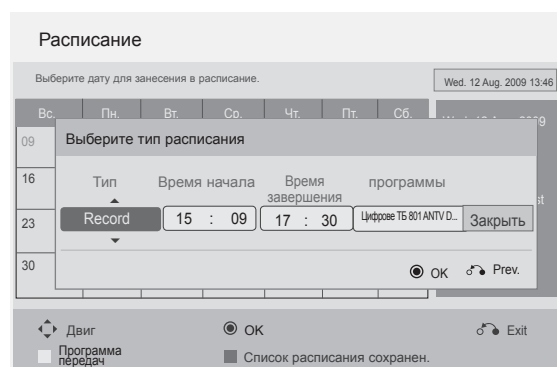 Расписание
Выберите дату для занесения в расписание.
Wed. 12 Aug. 2009 13:46
Вс. Пн. Вт. Ср. Чт. Пт. Сб.
09
Выберите тип расписания
16
Тип Время начала Время завершения программы
23
Record 15 : 09 17 : 30 Цифрове ТБ 801 ANTV D... Закрыть
30
OK Prev.
Двиг OK Exit
Программа передач
Список расписания сохранен.